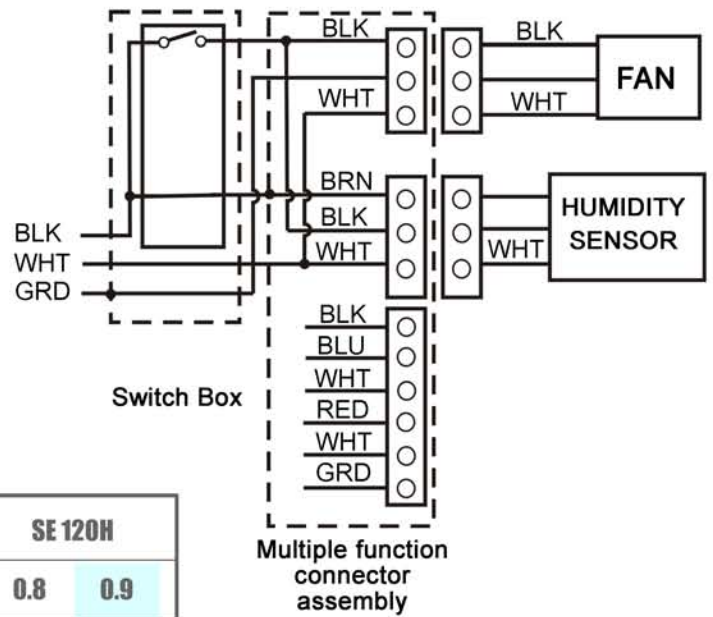 BLK
BLK
FAN
WHT
WHT
BRN
HUMIDITY
SENSOR
BLK
BLK
WHT
WHT
WHT
GRD
BLK
BLU
WHT
RED
WHT
GRD
Switch Box
SE 120H
0.8 0.9
Multiple function
connector
assembly